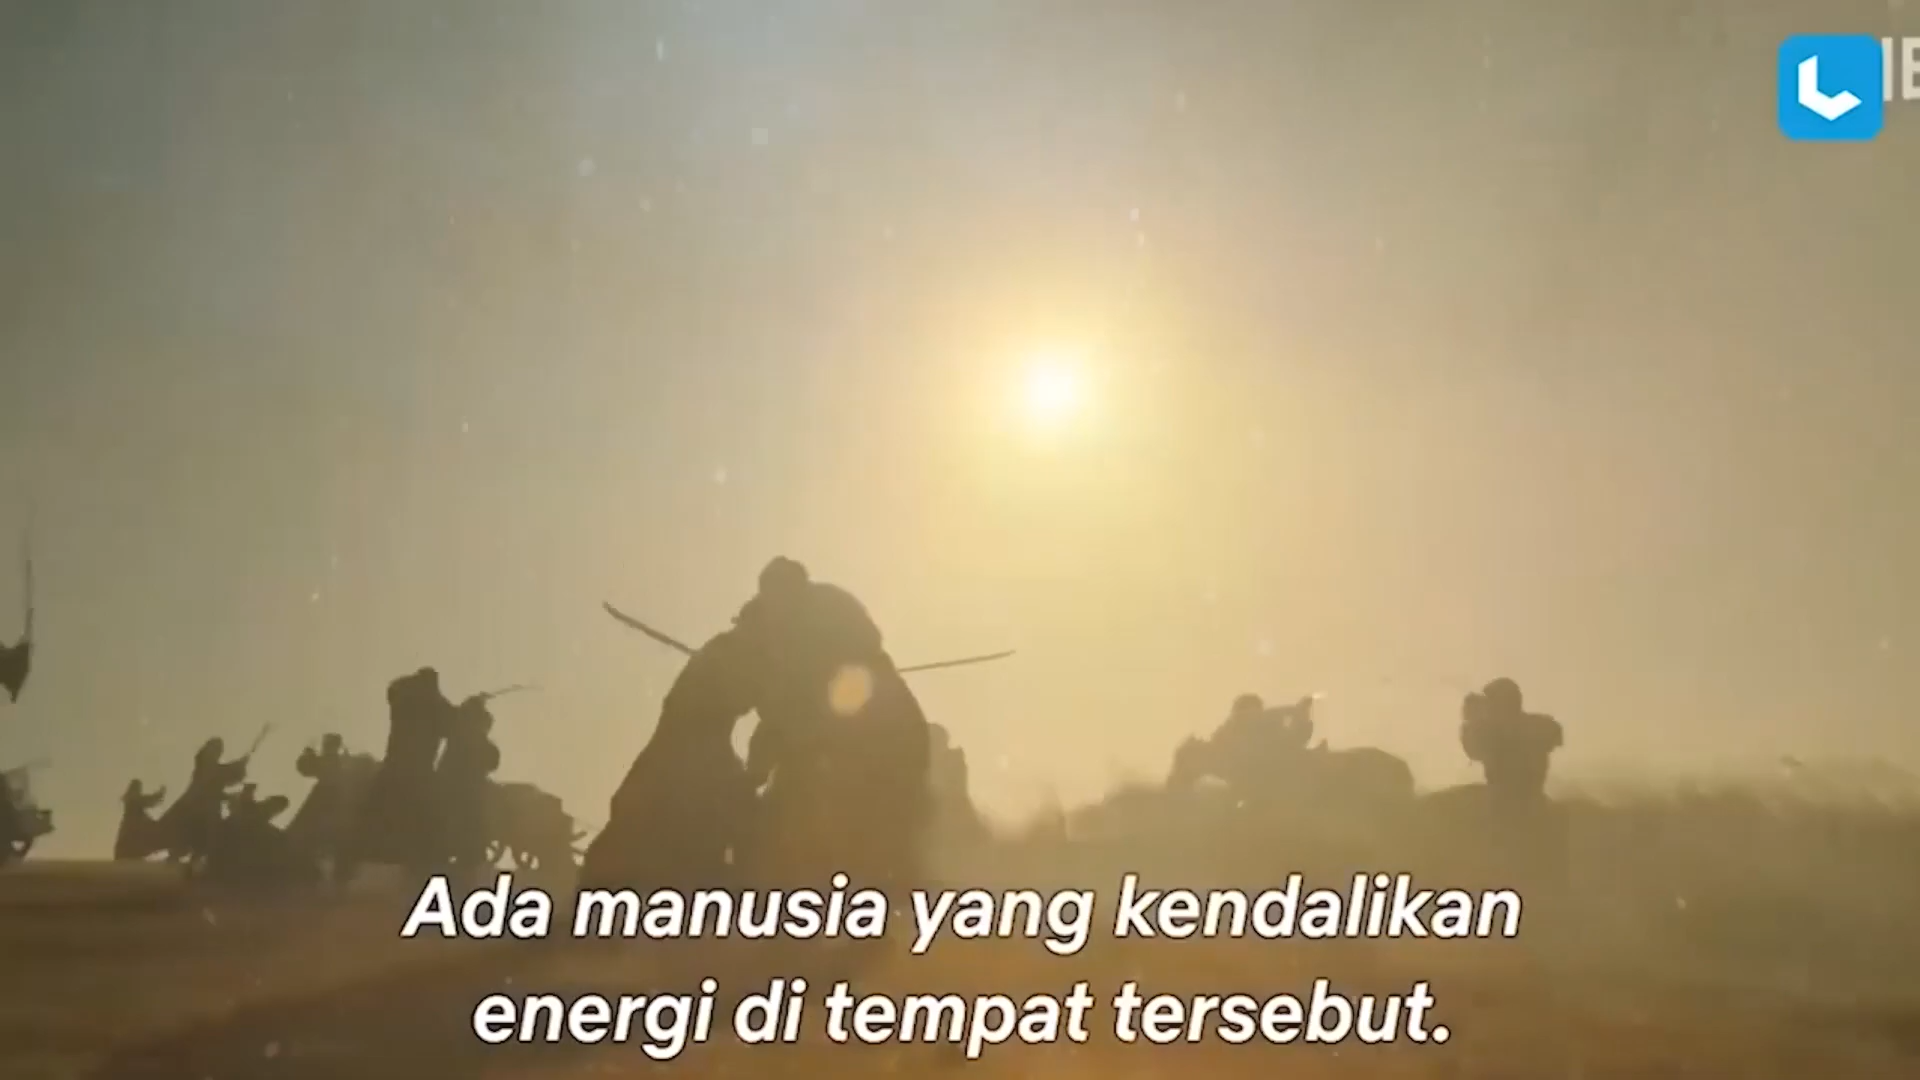 Ada manusia yang kendalikan
energi di tempat tersebut.